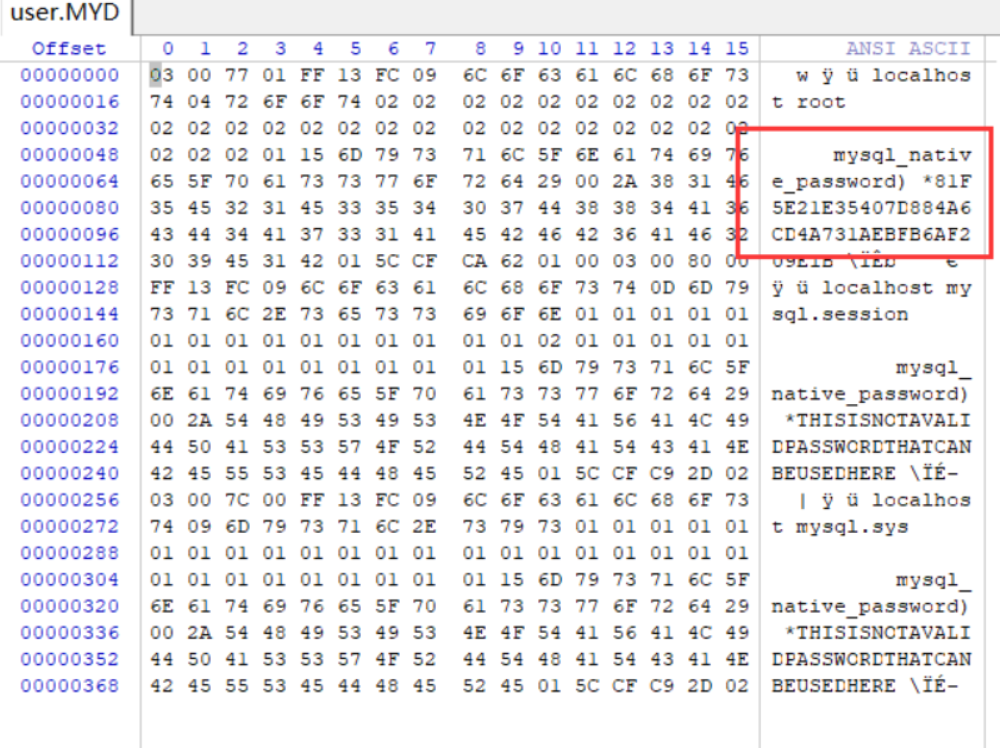 user.MYD
Offset 0 1 2 3 4 5 6 7 8 9 10 11 12 13 14 15 ANSI ASCII
00000000 03 00 77 01 FF 13 FC 09 6C 6F 63 61 6C 68 6F 73 w ÿ ü localhos
00000016 74 04 72 6F 6F 74 02 02 02 02 02 02 02 02 02 02 t root
00000032 02 02 02 02 02 02 02 02 02 02 02 02 02 02 02 02
00000048 02 02 02 01 15 6D 79 73 71 6C 5F 6E 61 74 69 76 mysql_nativ
00000064 65 5F 70 61 73 73 77 6F 72 64 29 00 2A 38 31 46 e_password) *81F
00000080 35 45 32 31 45 33 35 34 30 37 44 38 38 34 41 36 5E21E35407D884A6
00000096 43 44 34 41 37 33 31 41 45 42 46 42 36 41 46 32 CD4A731AEBFB6AF2
00000112 30 39 45 31 42 01 5C CF CA 62 01 00 03 00 80 00 09E1B \ÏÊb €
00000128 FF 13 FC 09 6C 6F 63 61 6C 68 6F 73 74 0D 6D 79 ÿ ü localhost my
00000144 73 71 6C 2E 73 65 73 73 69 6F 6E 01 01 01 01 01 sql.session
00000160 01 01 01 01 01 01 01 01 01 01 02 01 01 01 01 01
00000176 01 01 01 01 01 01 01 01 01 15 6D 79 73 71 6C 5F mysql_
00000192 6E 61 74 69 76 65 5F 70 61 73 73 77 6F 72 64 29 native_password)
00000208 00 2A 54 48 49 53 49 53 4E 4F 54 41 56 41 4C 49 *THISISNOTAVALI
00000224 44 50 41 53 53 57 4F 52 44 54 48 41 54 43 41 4E DPASSWORDTHATCAN
00000240 42 45 55 53 45 44 48 45 52 45 01 5C CF C9 2D 02 BEUSEDHERE \ÏÉ-
00000256 03 00 7C 00 FF 13 FC 09 6C 6F 63 61 6C 68 6F 73 | ÿ ü localhos
00000272 74 09 6D 79 73 71 6C 2E 73 79 73 01 01 01 01 01 t mysql.sys
00000288 01 01 01 01 01 01 01 01 01 01 01 01 01 01 01 01
00000304 01 01 01 01 01 01 01 01 01 15 6D 79 73 71 6C 5F mysql_
00000320 6E 61 74 69 76 65 5F 70 61 73 73 77 6F 72 64 29 native_password)
00000336 00 2A 54 48 49 53 49 53 4E 4F 54 41 56 41 4C 49 *THISISNOTAVALI
00000352 44 50 41 53 53 57 4F 52 44 54 48 41 54 43 41 4E DPASSWORDTHATCAN
00000368 42 45 55 53 45 44 48 45 52 45 01 5C CF C9 2D 02 BEUSEDHERE \ÏÉ-